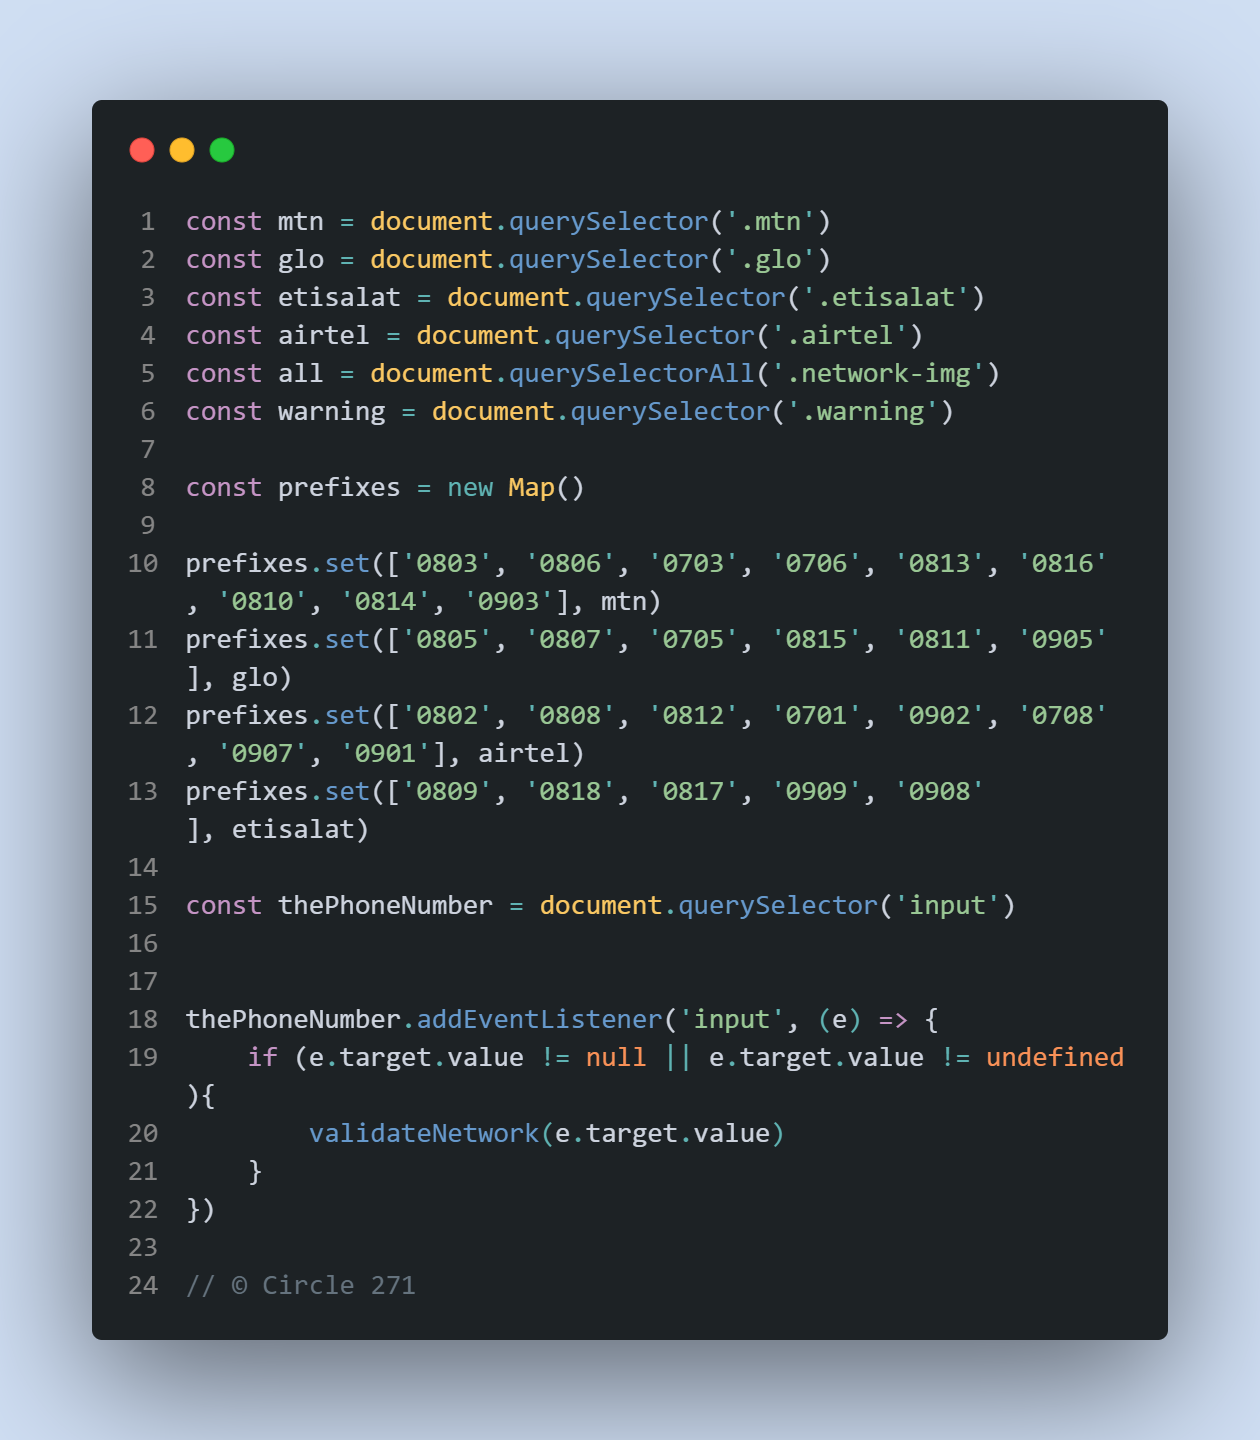 1 const mtn = document.querySelector('.mtn')
2 const glo = document.querySelector('.glo')
3 const etisalat = document.querySelector('.etisalat')
4 const airtel = document.querySelector('.airtel')
5 const all = document.querySelectorAll('.network-img')
6 const warning = document.querySelector('.warning')
7
8 const prefixes = new Map()
9
10 prefixes.set(['0803', '0806', '0703', '0706', '0813', '0816'
, '0810', '0814', '0903'], mtn)
11 prefixes.set(['0805', '0807', '0705', '0815', '0811', '0905'
], glo)
12 prefixes.set(['0802', '0808', '0812', '0701', '0902', '0708'
, '0907', '0901'], airtel)
13 prefixes.set(['0809', '0818', '0817', '0909', '0908'
], etisalat)
14
15 const thePhoneNumber = document.querySelector('input')
16
17
18 thePhoneNumber.addEventListener('input', (e) => {
19     if (e.target.value != null || e.target.value != undefined
){
20         validateNetwork(e.target.value)
21     }
22 })
23
24 // © Circle 271